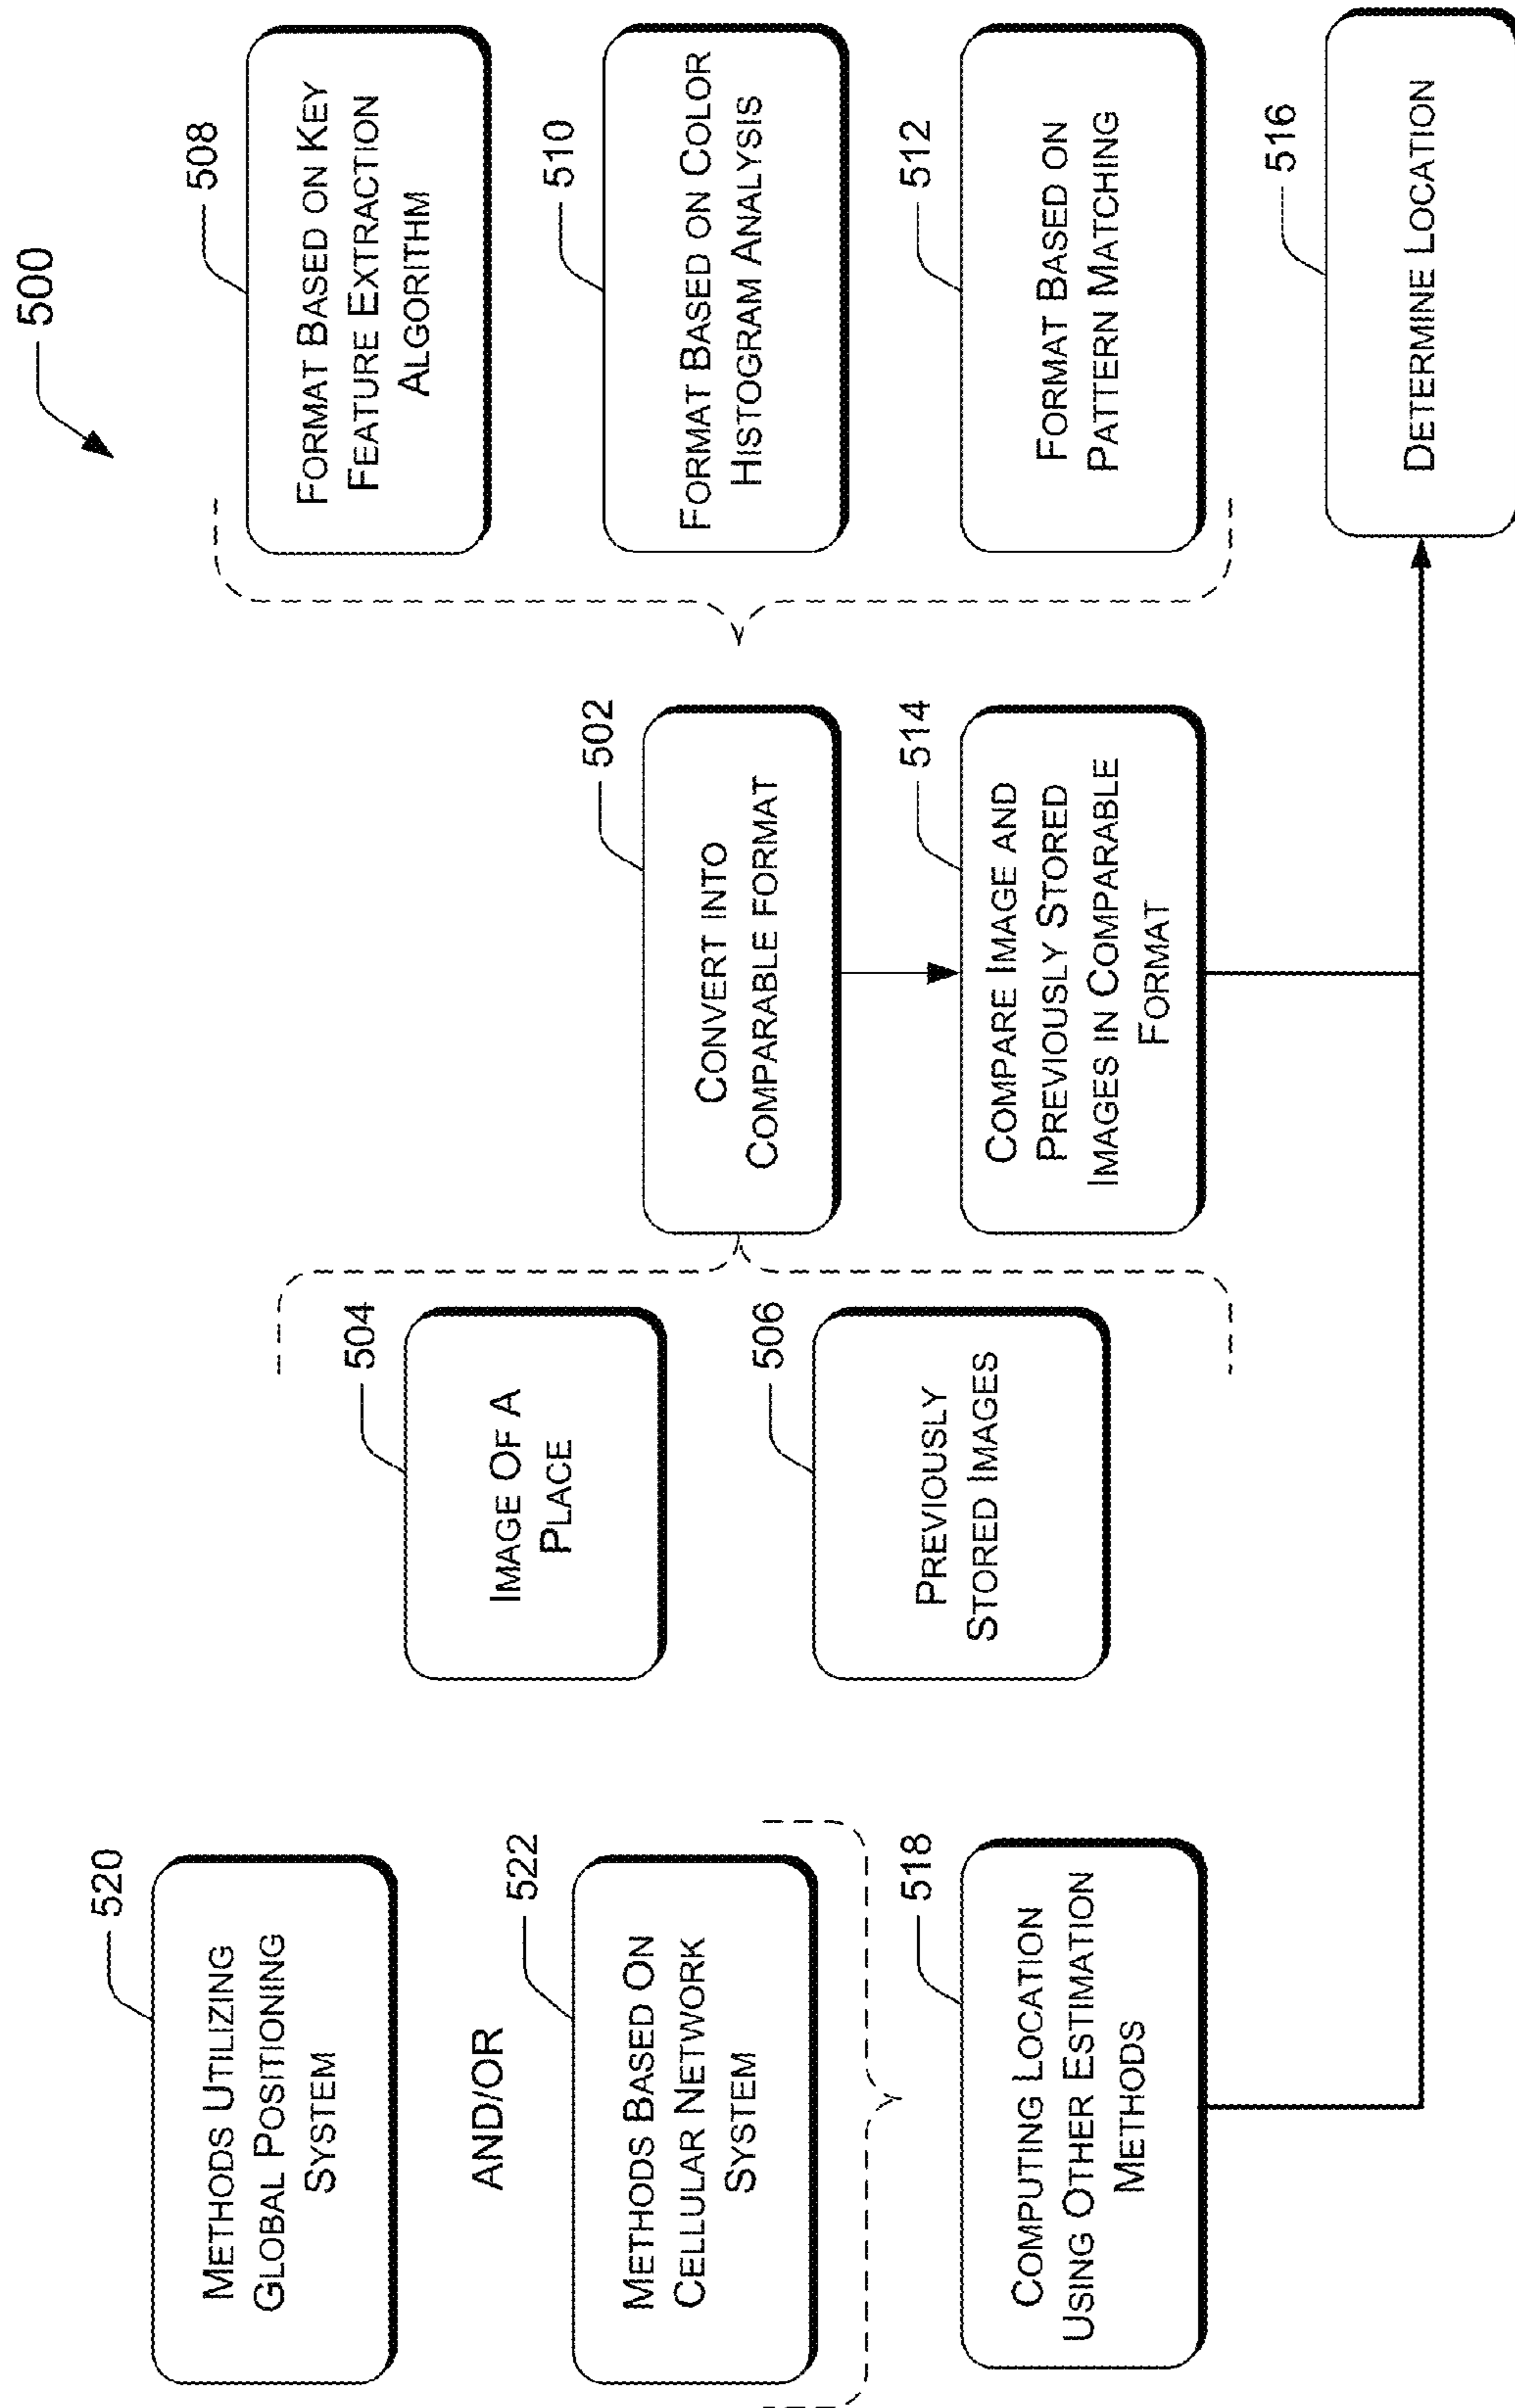 500
520
METHODS UTILIZING
GLOBAL POSITIONING
SYSTEM
AND/OR
522
METHODS BASED ON
CELLULAR NETWORK
SYSTEM
518
COMPUTING LOCATION
USING OTHER ESTIMATION
METHODS
504
IMAGE OF A
PLACE
506
PREVIOUSLY
STORED IMAGES
502
CONVERT INTO
COMPARABLE FORMAT
514
COMPARE IMAGE AND
PREVIOUSLY STORED
IMAGES IN COMPARABLE
FORMAT
508
FORMAT BASED ON KEY
FEATURE EXTRACTION
ALGORITHM
510
FORMAT BASED ON COLOR
HISTOGRAM ANALYSIS
512
FORMAT BASED ON
PATTERN MATCHING
516
DETERMINE LOCATION